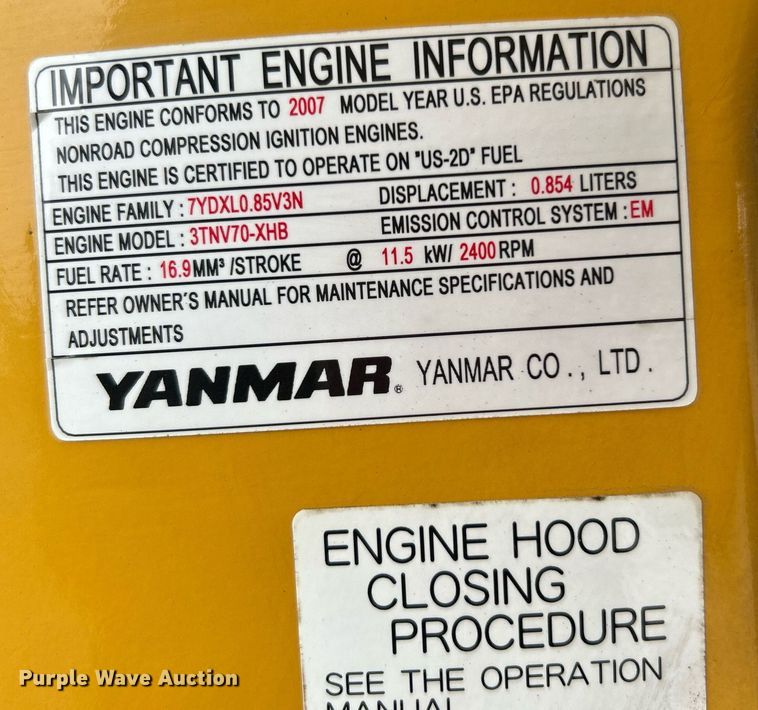 IMPORTANT ENGINE INFORMATION
THIS ENGINE CONFORMS TO 2007 MODEL YEAR U.S. EPA REGULATIONS
NONROAD COMPRESSION IGNITION ENGINES.
THIS ENGINE IS CERTIFIED TO OPERATE ON "US-2D" FUEL
ENGINE FAMILY : 7YDXL0.85V3N DISPLACEMENT : 0.854 LITERS
ENGINE MODEL : 3TNV70-XHB EMISSION CONTROL SYSTEM : EM
FUEL RATE : 16.9 MM³ /STROKE @ 11.5 kW/ 2400 RPM
REFER OWNER'S MANUAL FOR MAINTENANCE SPECIFICATIONS AND
ADJUSTMENTS
YANMAR® YANMAR CO., LTD.
ENGINE HOOD
CLOSING
PROCEDURE
SEE THE OPERATION
MANUAL
Purple Wave Auction